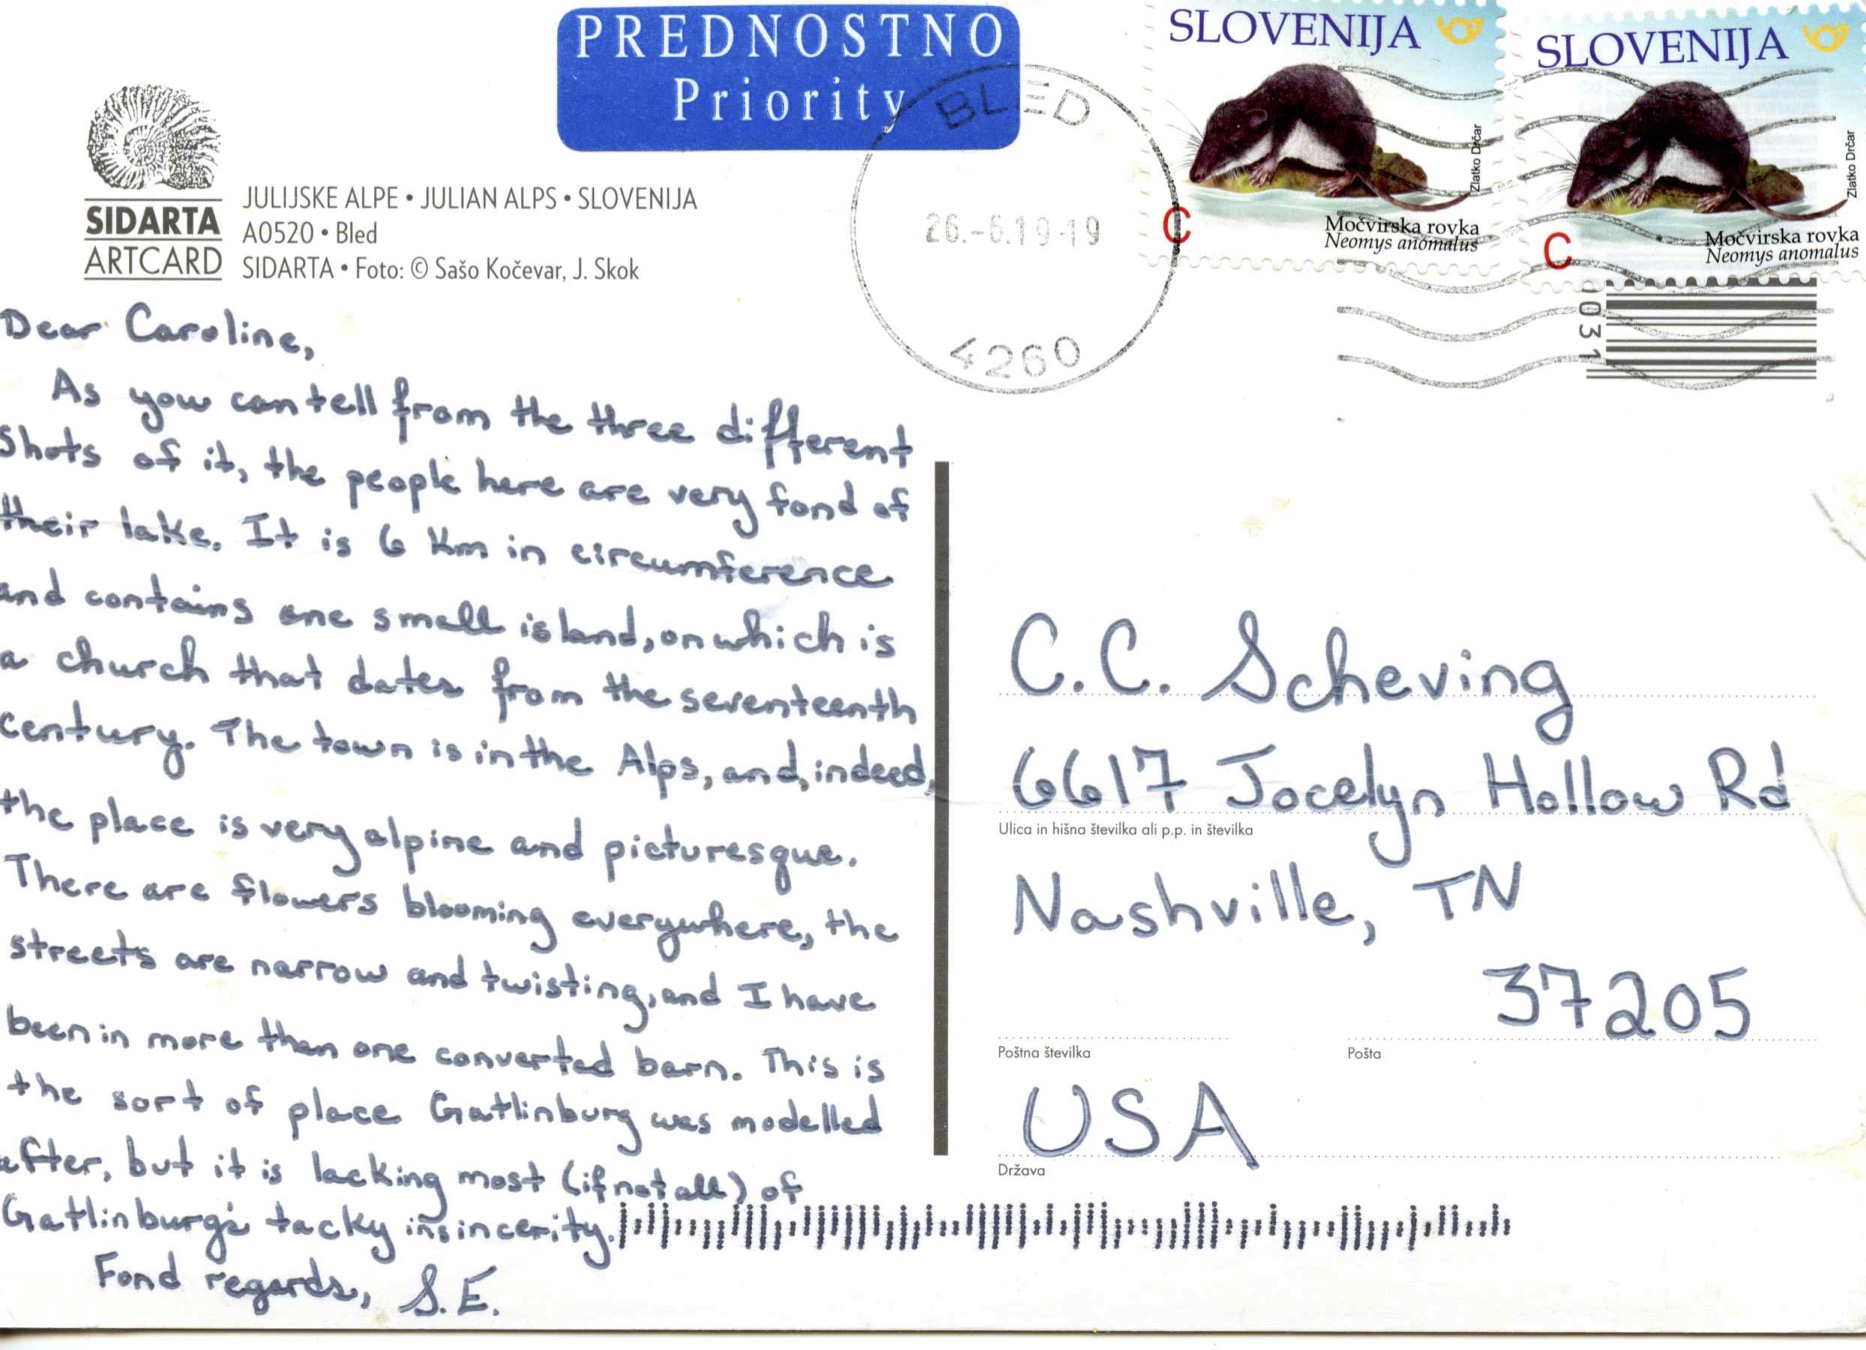 PREDNOSTNO
Priority
SLOVENIJA
Zlatko Drčar
C
Močvirska rovka
Neomys anomalus
SLOVENIJA
Zlatko Drčar
C
Močvirska rovka
Neomys anomalus
BLED
26.-6.19-19
4260
031
SIDARTA
ARTCARD
JULIJSKE ALPE • JULIAN ALPS • SLOVENIJA
A0520 • Bled
SIDARTA • Foto: © Sašo Kočevar, J. Skok
Dear Caroline,
As you can tell from the three different
shots of it, the people here are very fond of
their lake. It is 6 km in circumference
and contains one small island, on which is
a church that dates from the seventeenth
century. The town is in the Alps, and, indeed,
the place is very alpine and picturesque.
There are flowers blooming everywhere, the
streets are narrow and twisting, and I have
been in more than one converted barn. This is
the sort of place Gatlinburg was modelled
after, but it is lacking most (if not all) of
Gatlinburg's tacky insincerity.
Fond regards, S.E.
C.C. Scheving
6617 Jocelyn Hollow Rd
Ulica in hišna številka ali p.p. in številka
Nashville, TN
37205
Poštna številka
Pošta
USA
Država